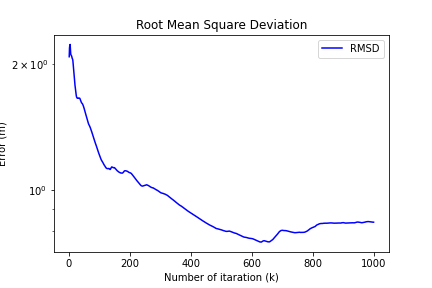 Root Mean Square Deviation
RMSD
2 × 10⁰
10⁰
Error (m)
0 200 400 600 800 1000
Number of itaration (k)